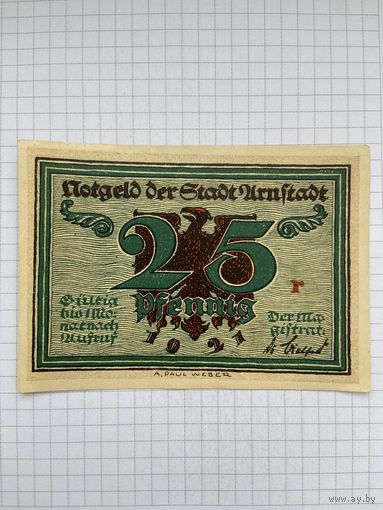 Notgeld der Stadt Arnstadt
25
r
Pfennig
Gültig
bis 1 Mo-
nat nach
Aufruf
Der Ma-
gistrat
1921
A. PAUL WEBER
www.ay.by